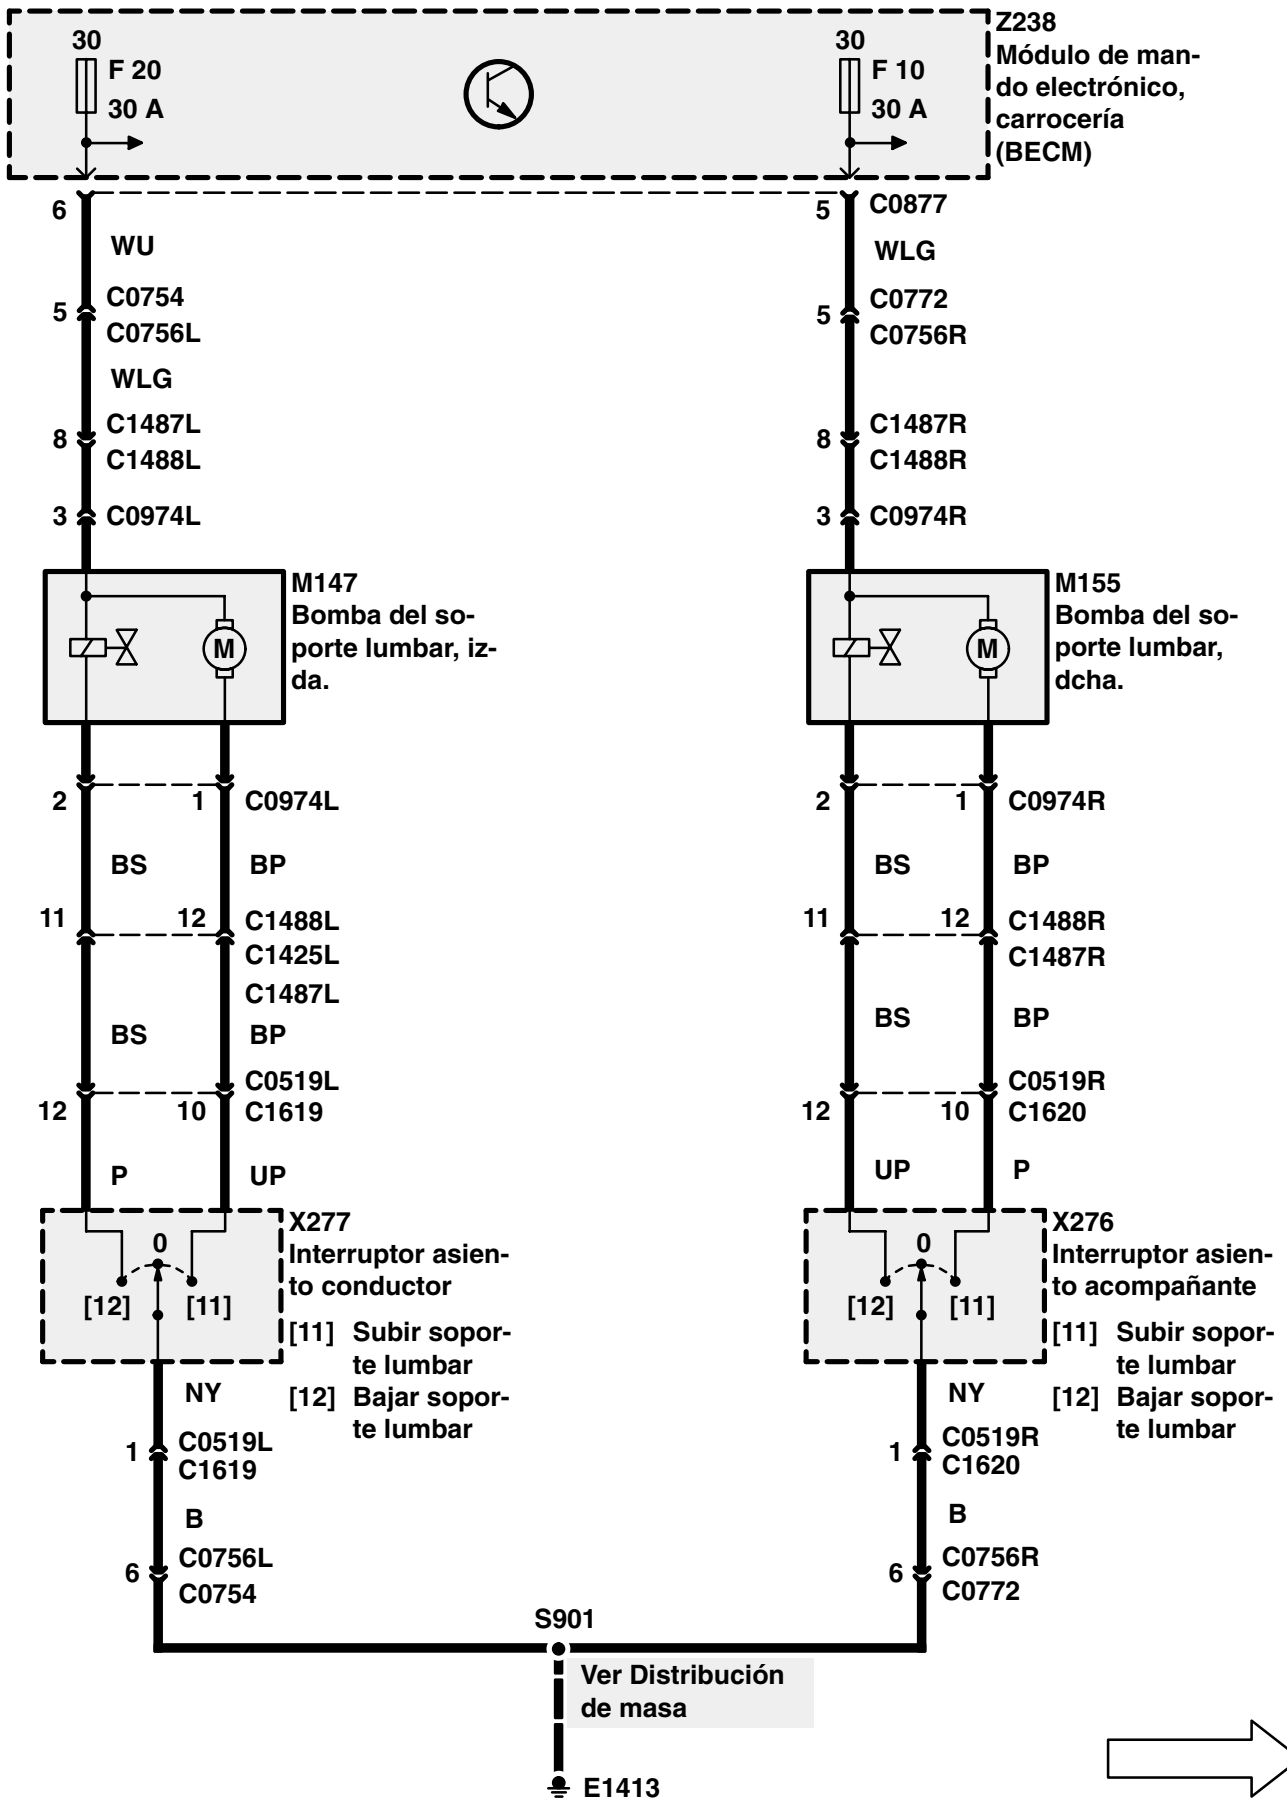 30
F 20
30 A
30
F 10
30 A
Z238
Módulo de man-
do electrónico,
carrocería
(BECM)
6
5
C0877
WU
WLG
5
C0754
C0756L
5
C0772
C0756R
WLG
8
C1487L
C1488L
8
C1487R
C1488R
3
C0974L
3
C0974R
M
M147
Bomba del so-
porte lumbar, iz-
da.
M
M155
Bomba del so-
porte lumbar,
dcha.
2
1
C0974L
2
1
C0974R
BS
BP
BS
BP
11
12
C1488L
C1425L
C1487L
11
12
C1488R
C1487R
BS
BP
BS
BP
12
10
C0519L
C1619
12
10
C0519R
C1620
P
UP
UP
P
0
[12]
[11]
X277
Interruptor asien-
to conductor
[11] Subir sopor-
te lumbar
[12] Bajar sopor-
te lumbar
0
[12]
[11]
X276
Interruptor asien-
to acompañante
[11] Subir sopor-
te lumbar
[12] Bajar sopor-
te lumbar
NY
NY
1
C0519L
C1619
1
C0519R
C1620
B
B
6
C0756L
C0754
6
C0756R
C0772
S901
Ver Distribución
de masa
E1413